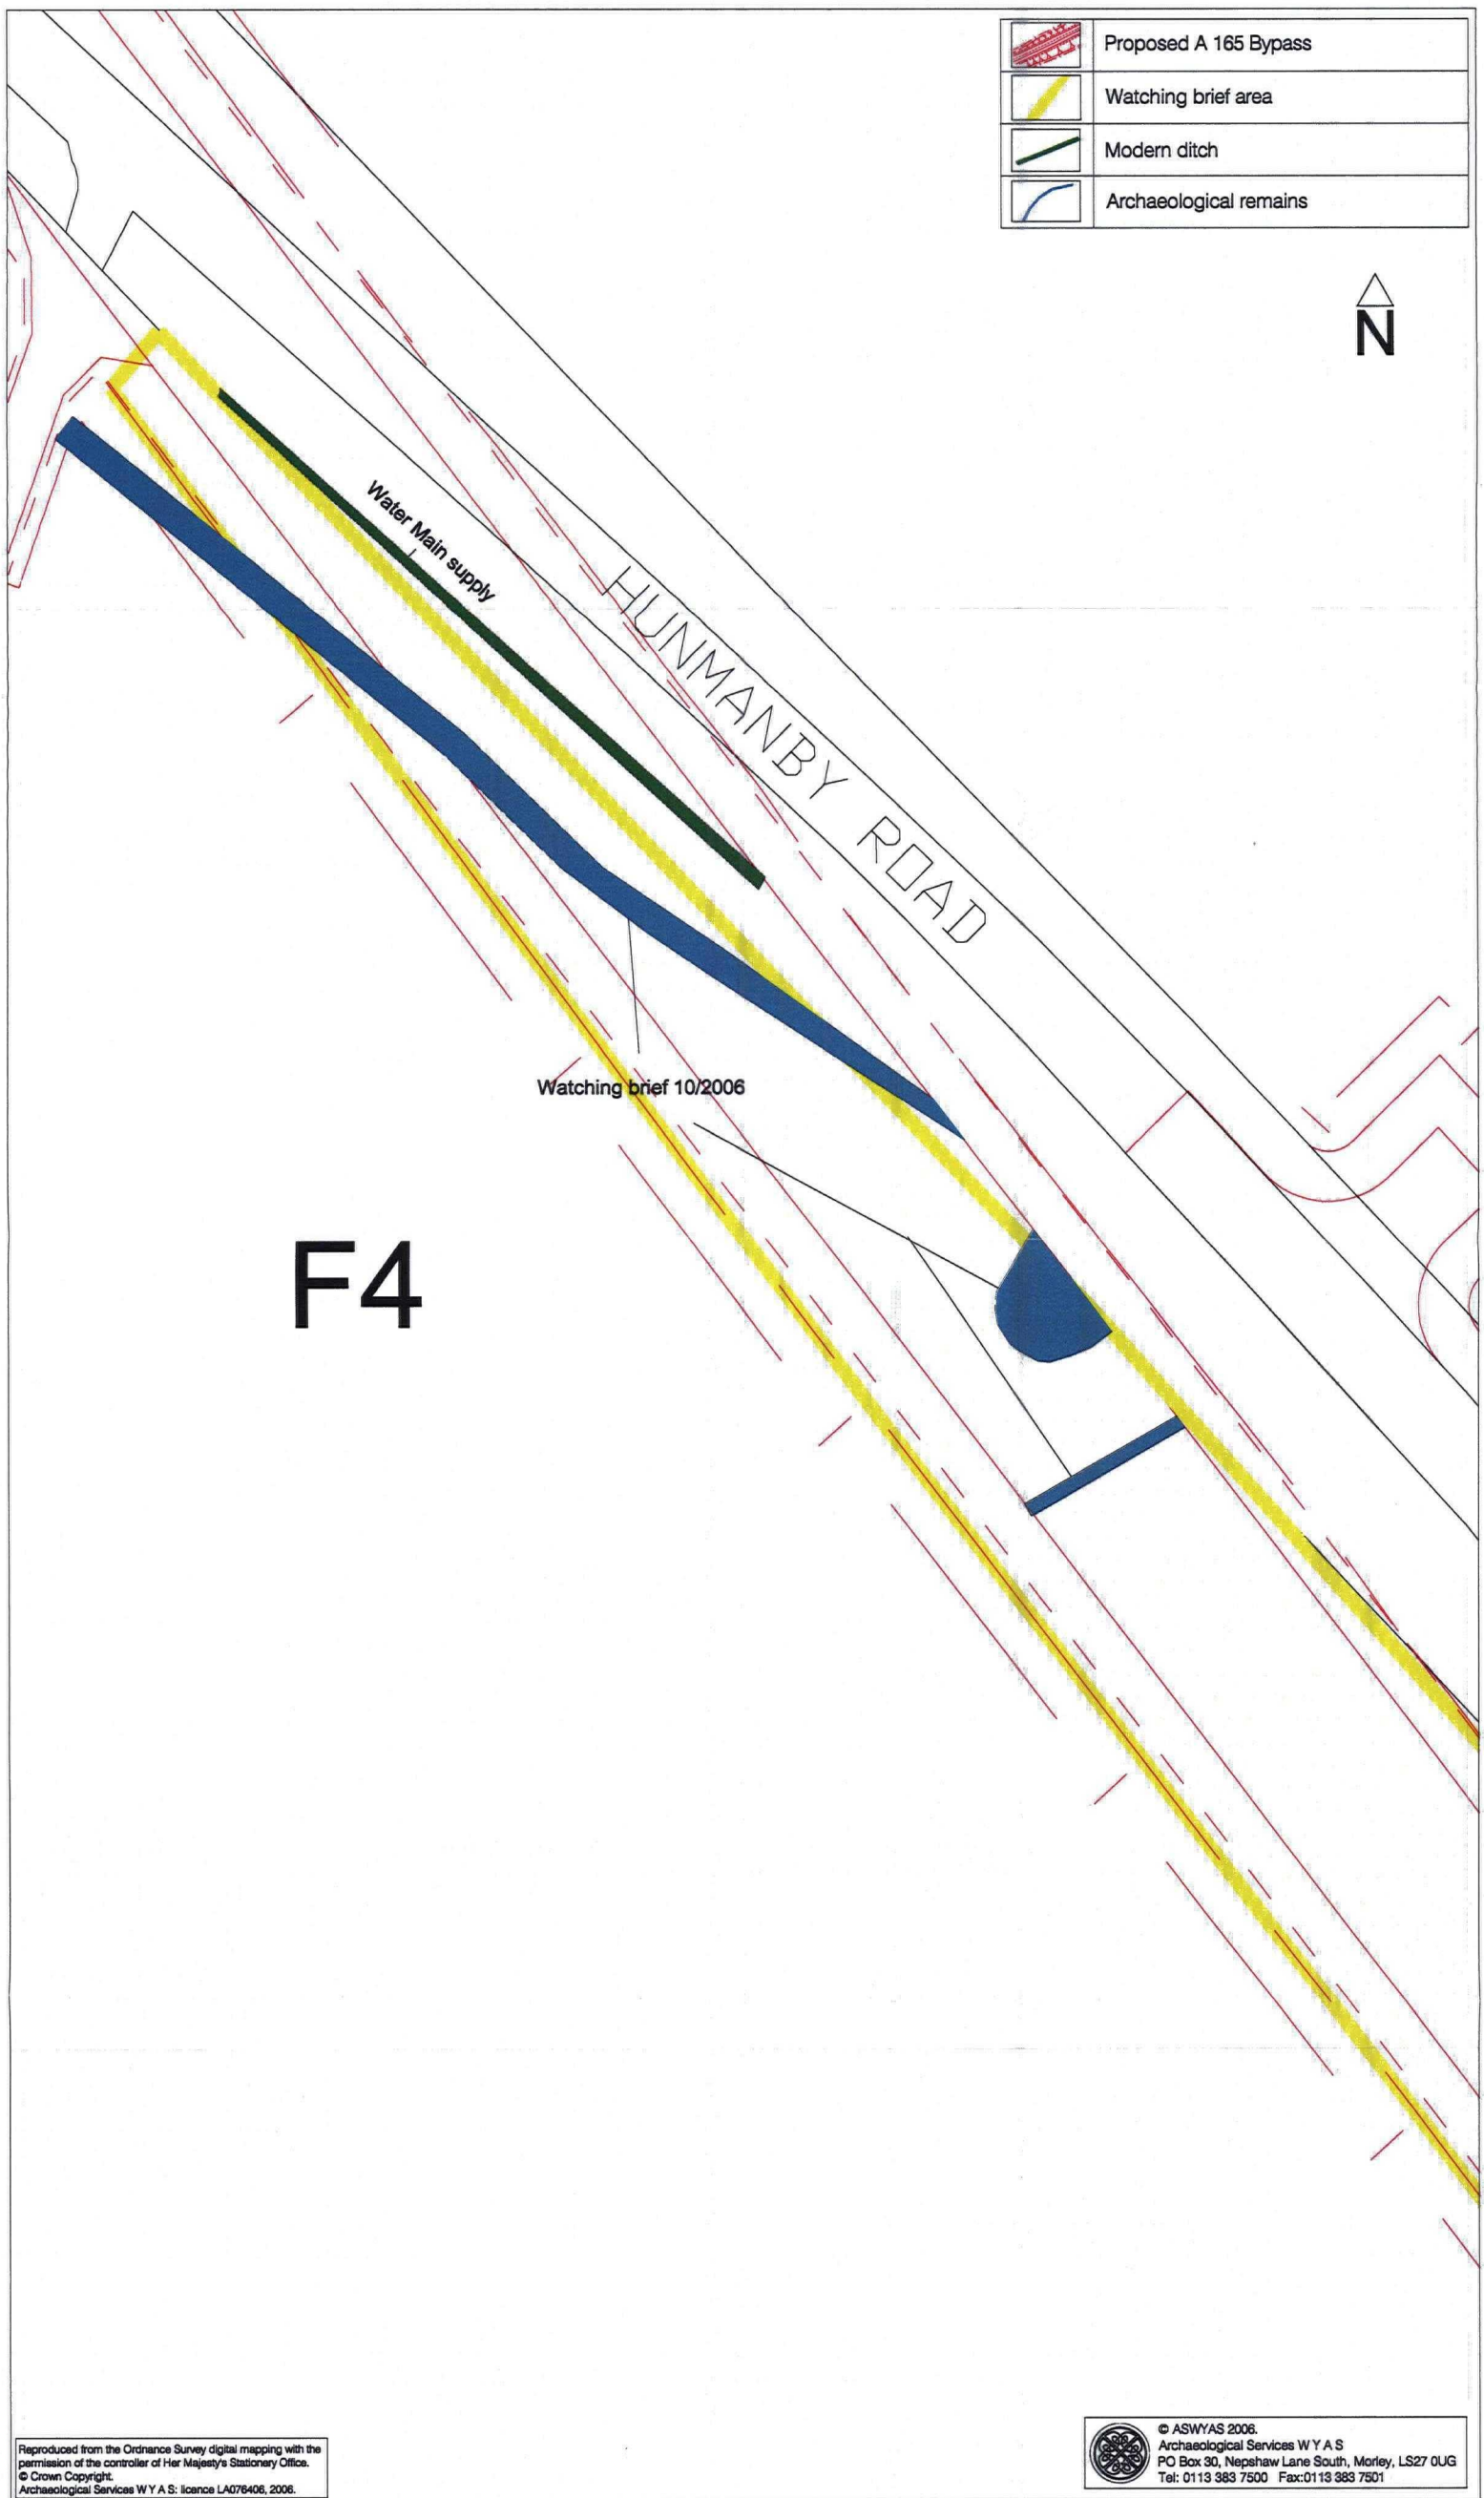 Proposed A 165 Bypass
Watching brief area
Modern ditch
Archaeological remains
N
Water Main supply
HUNMANBY ROAD
Watching brief 10/2006
F4
Reproduced from the Ordnance Survey digital mapping with the
permission of the controller of Her Majesty's Stationery Office.
© Crown Copyright.
Archaeological Services W Y A S: licence LA076406, 2006.
© ASWYAS 2006.
Archaeological Services W Y A S
PO Box 30, Nepshaw Lane South, Morley, LS27 0UG
Tel: 0113 383 7500 Fax:0113 383 7501